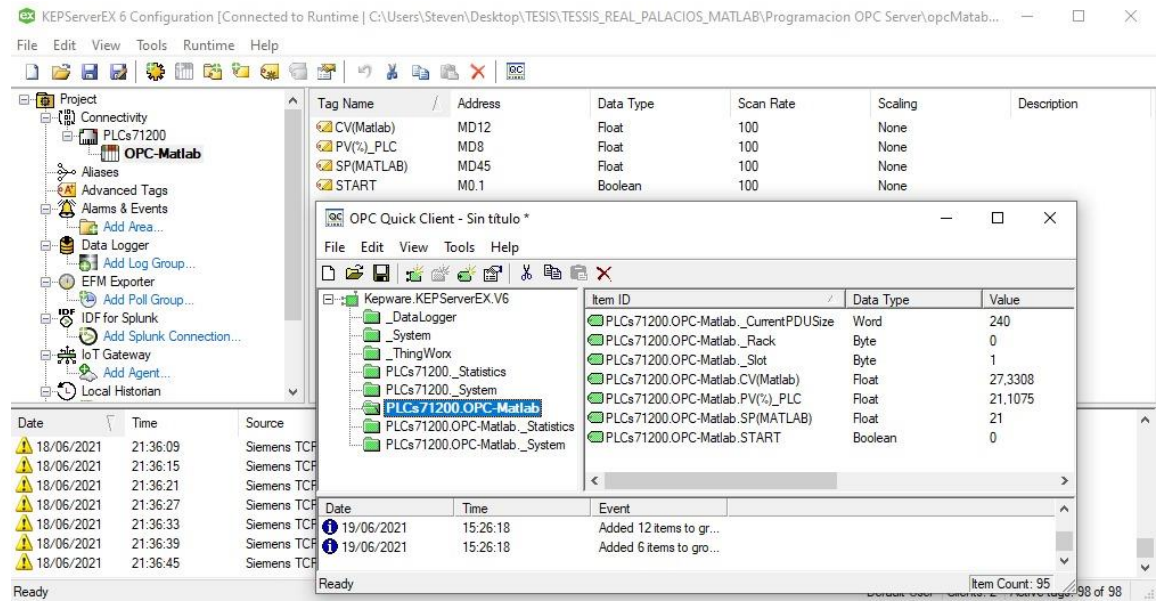 KEPServerEX 6 Configuration [Connected to Runtime | C:\Users\Steven\Desktop\TESIS\TESSIS_REAL_PALACIOS_MATLAB\Programacion OPC Server\opcMatab...
File Edit View Tools Runtime Help
Project
Connectivity
PLCs71200
OPC-Matlab
Aliases
Advanced Tags
Alarms & Events
Add Area...
Data Logger
Add Log Group...
EFM Exporter
Add Poll Group...
IDF for Splunk
Add Splunk Connection...
IoT Gateway
Add Agent...
Local Historian
Tag Name Address Data Type Scan Rate Scaling Description
CV(Matlab) MD12 Float 100 None
PV(%)_PLC MD8 Float 100 None
SP(MATLAB) MD45 Float 100 None
START M0.1 Boolean 100 None
OPC Quick Client - Sin título *
File Edit View Tools Help
Kepware.KEPServerEX.V6
_DataLogger
_System
_ThingWorx
PLCs71200._Statistics
PLCs71200._System
PLCs71200.OPC-Matlab
PLCs71200.OPC-Matlab._Statistics
PLCs71200.OPC-Matlab._System
Item ID Data Type Value
PLCs71200.OPC-Matlab._CurrentPDUSize Word 240
PLCs71200.OPC-Matlab._Rack Byte 0
PLCs71200.OPC-Matlab._Slot Byte 1
PLCs71200.OPC-Matlab.CV(Matlab) Float 27,3308
PLCs71200.OPC-Matlab.PV(%)_PLC Float 21,1075
PLCs71200.OPC-Matlab.SP(MATLAB) Float 21
PLCs71200.OPC-Matlab.START Boolean 0
Date Time Event
19/06/2021 15:26:18 Added 12 items to gr...
19/06/2021 15:26:18 Added 6 items to gro...
Ready Item Count: 95
Date Time Source
18/06/2021 21:36:09 Siemens TCP
18/06/2021 21:36:15 Siemens TCP
18/06/2021 21:36:21 Siemens TCP
18/06/2021 21:36:27 Siemens TCP
18/06/2021 21:36:33 Siemens TCP
18/06/2021 21:36:39 Siemens TCP
18/06/2021 21:36:45 Siemens TCP
Ready 98 of 98